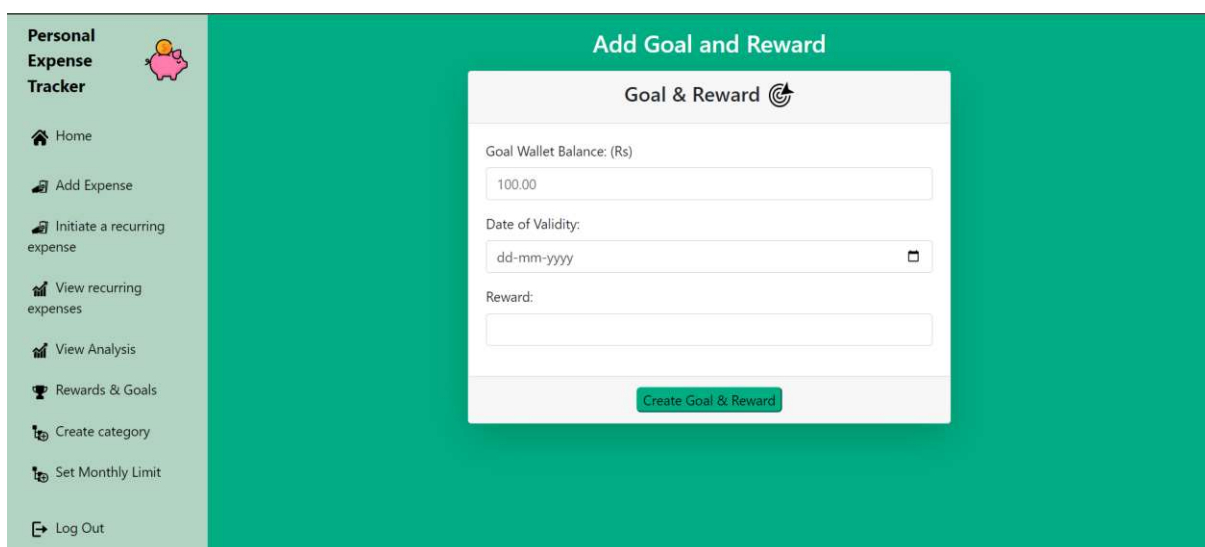 Personal
Expense
Tracker
Home
Add Expense
Initiate a recurring
expense
View recurring
expenses
View Analysis
Rewards & Goals
Create category
Set Monthly Limit
Log Out
Add Goal and Reward
Goal & Reward
Goal Wallet Balance: (Rs)
100.00
Date of Validity:
dd-mm-yyyy
Reward:
Create Goal & Reward